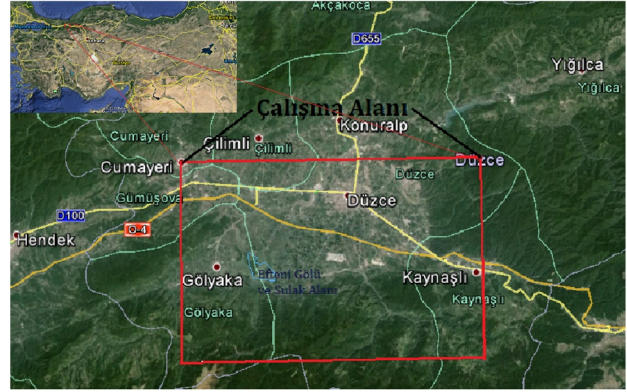 Akçakoca
D655
Yığılca
Yığılca
Çalışma Alanı
Konuralp
Cumayeri
Çilimli
Çilimli
Cumayeri
Düzce
Düzce
Gümüşova
Düzce
D100
O-4
Hendek
Gölyaka
Efteni Gölü
ve Sulak Alanı
Kaynaşlı
Kaynaşlı
Gölyaka